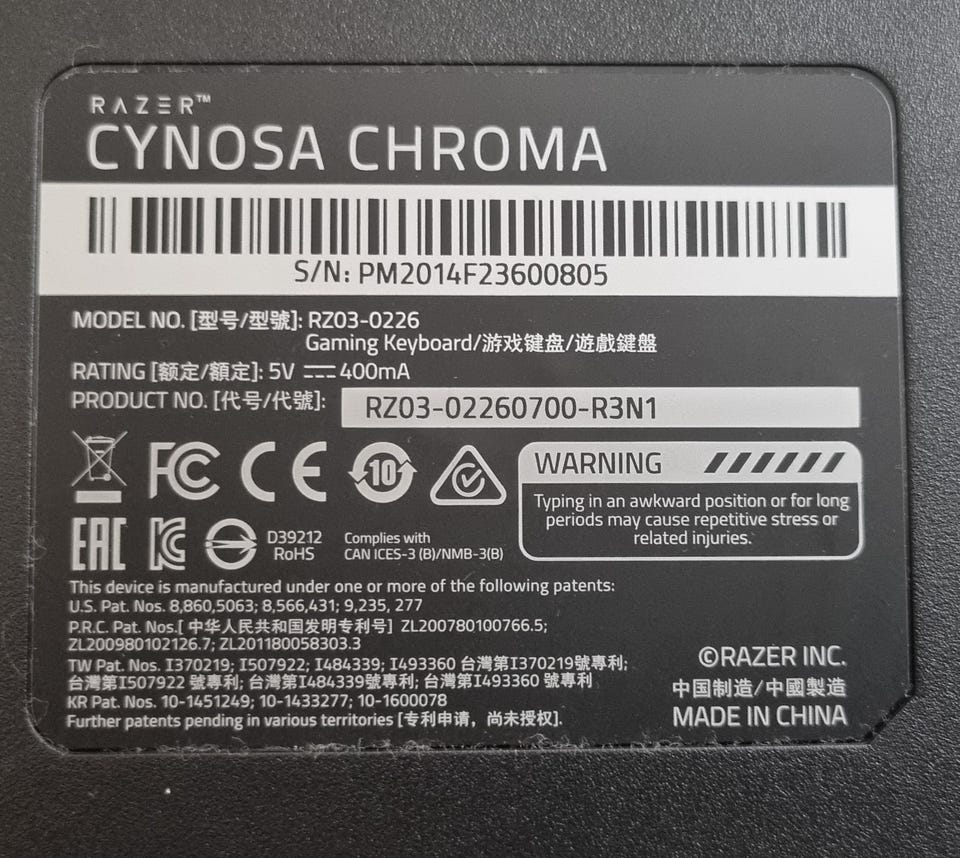 RAZER™
CYNOSA CHROMA
S/N: PM2014F23600805
MODEL NO. [型号/型號]: RZ03-0226
Gaming Keyboard/游戏键盘/遊戲鍵盤
RATING [额定/額定]: 5V ⎓ 400mA
PRODUCT NO. [代号/代號]: RZ03-02260700-R3N1
FC CE 10
WARNING
Typing in an awkward position or for long
periods may cause repetitive stress or
related injuries.
EAC KC D39212
RoHS
Complies with
CAN ICES-3 (B)/NMB-3(B)
This device is manufactured under one or more of the following patents:
U.S. Pat. Nos. 8,860,5063; 8,566,431; 9,235, 277
P.R.C. Pat. Nos.[ 中华人民共和国发明专利号] ZL200780100766.5;
ZL200980102126.7; ZL201180058303.3
TW Pat. Nos. I370219; I507922; I484339; I493360 台灣第I370219號專利;
台灣第I507922 號專利; 台灣第I484339號專利; 台灣第I493360 號專利
KR Pat. Nos. 10-1451249; 10-1433277; 10-1600078
Further patents pending in various territories [专利申请，尚未授权].
©RAZER INC.
中国制造/中國製造
MADE IN CHINA